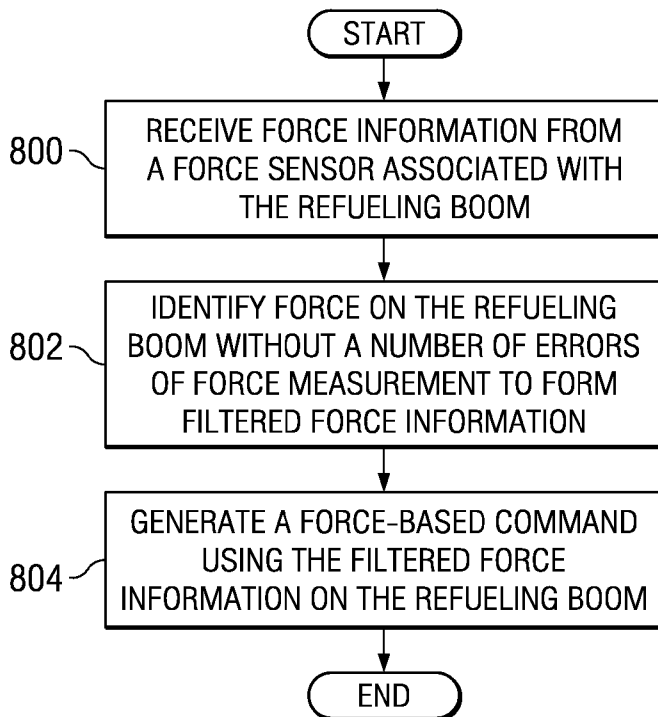 START
800
RECEIVE FORCE INFORMATION FROM
A FORCE SENSOR ASSOCIATED WITH
THE REFUELING BOOM
802
IDENTIFY FORCE ON THE REFUELING
BOOM WITHOUT A NUMBER OF ERRORS
OF FORCE MEASUREMENT TO FORM
FILTERED FORCE INFORMATION
804
GENERATE A FORCE-BASED COMMAND
USING THE FILTERED FORCE
INFORMATION ON THE REFUELING BOOM
END